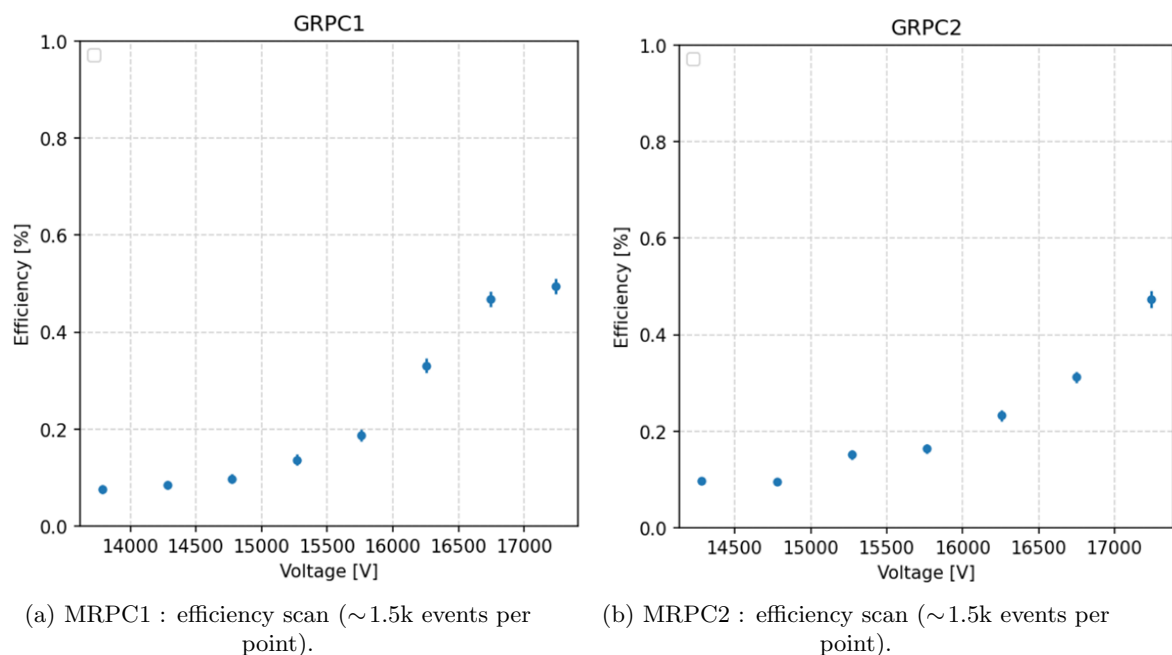 GRPC1
1.0
0.8
0.6
0.4
0.2
0.0
Efficiency [%]
14000 14500 15000 15500 16000 16500 17000
Voltage [V]
(a) MRPC1 : efficiency scan (∼1.5k events per
point).
GRPC2
1.0
0.8
0.6
0.4
0.2
0.0
Efficiency [%]
14500 15000 15500 16000 16500 17000
Voltage [V]
(b) MRPC2 : efficiency scan (∼1.5k events per
point).